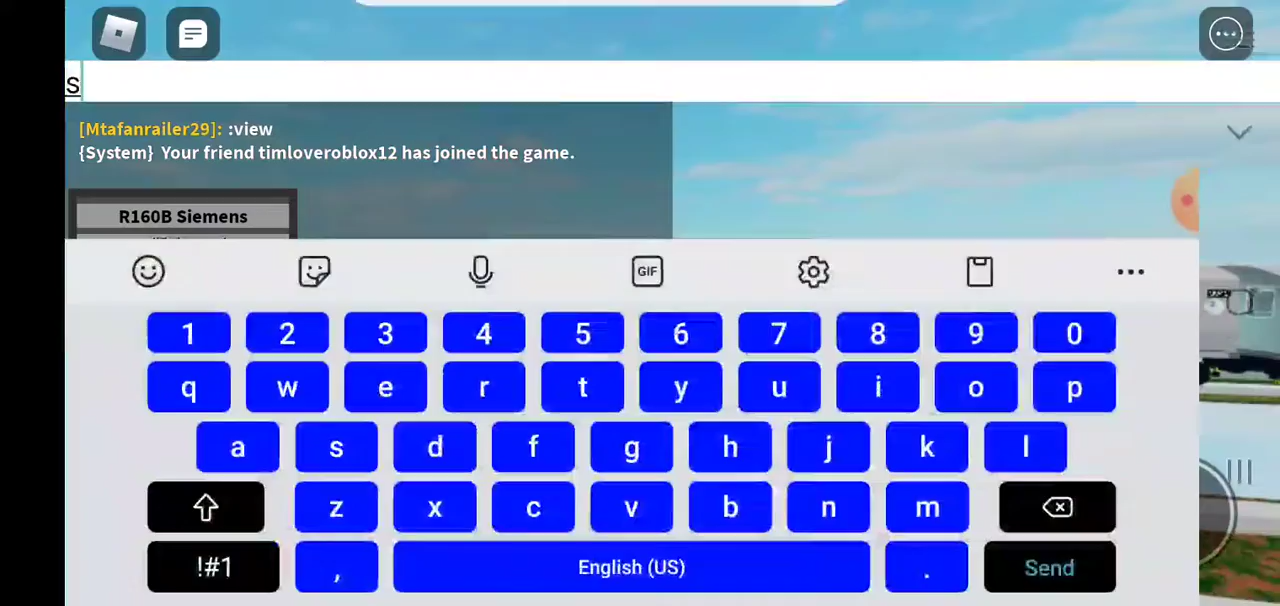 S
[Mtafanrailer29]: :view
{System} Your friend timloveroblox12 has joined the game.
R160B Siemens
GIF
1 2 3 4 5 6 7 8 9 0
q w e r t y u i o p
a s d f g h j k l
z x c v b n m
!#1 , English (US) . Send